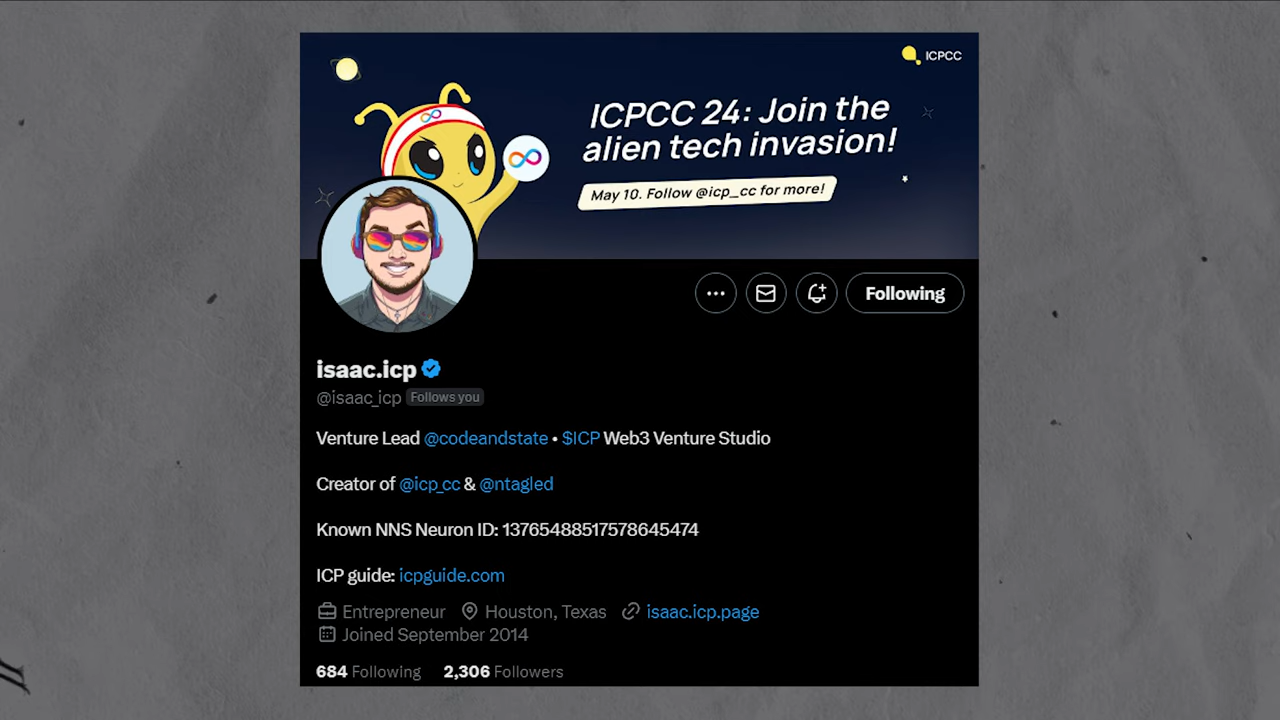 ICPCC
ICPCC 24: Join the
alien tech invasion!
May 10. Follow @icp_cc for more!
Following
isaac.icp
@isaac_icp Follows you
Venture Lead @codeandstate • $ICP Web3 Venture Studio
Creator of @icp_cc & @ntagled
Known NNS Neuron ID: 13765488517578645474
ICP guide: icpguide.com
Entrepreneur Houston, Texas isaac.icp.page
Joined September 2014
684 Following 2,306 Followers